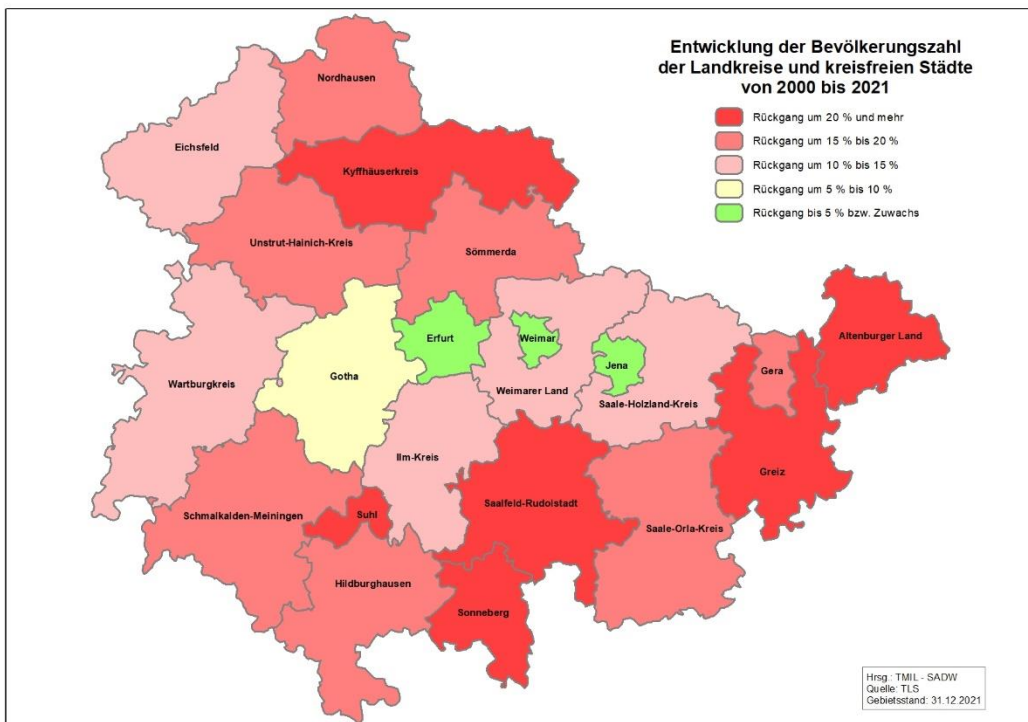 Entwicklung der Bevölkerungszahl
der Landkreise und kreisfreien Städte
von 2000 bis 2021
Rückgang um 20 % und mehr
Rückgang um 15 % bis 20 %
Rückgang um 10 % bis 15 %
Rückgang um 5 % bis 10 %
Rückgang bis 5 % bzw. Zuwachs
Nordhausen
Eichsfeld
Kyffhäuserkreis
Unstrut-Hainich-Kreis
Sömmerda
Erfurt
Weimar
Altenburger Land
Jena
Gera
Gotha
Wartburgkreis
Weimarer Land
Saale-Holzland-Kreis
Ilm-Kreis
Greiz
Saalfeld-Rudolstadt
Schmalkalden-Meiningen
Suhl
Saale-Orla-Kreis
Hildburghausen
Sonneberg
Hrsg.: TMIL - SADW
Quelle: TLS
Gebietsstand: 31.12.2021